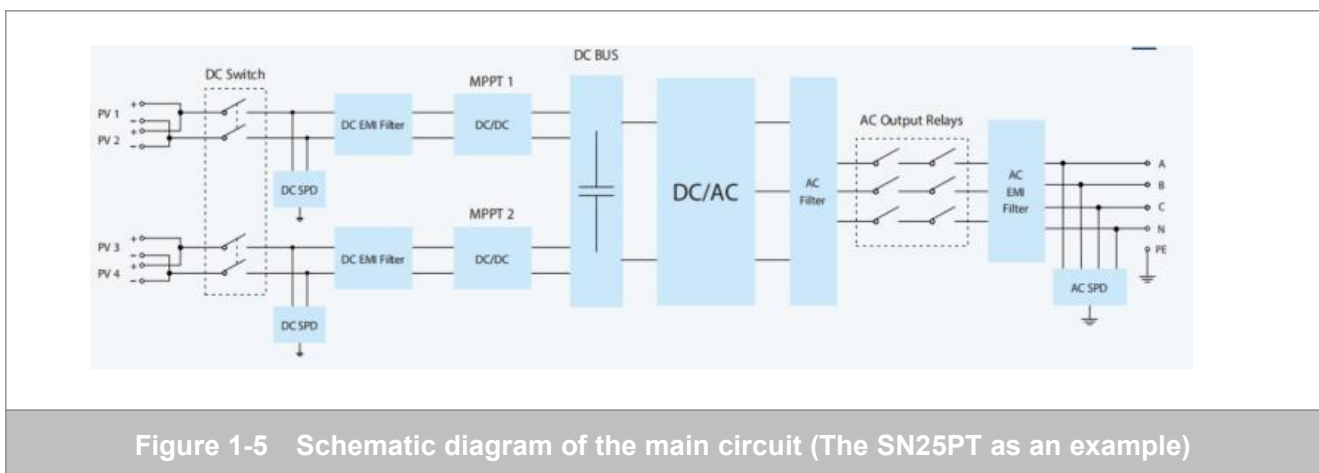 DC BUS
DC Switch
MPPT 1
PV 1
+
-
+
PV 2
-
DC EMI Filter
DC/DC
AC Output Relays
DC SPD
DC/AC
AC
Filter
AC
EMI
Filter
A
B
C
N
PE
MPPT 2
PV 3
+
-
+
PV 4
-
DC EMI Filter
DC/DC
AC SPD
DC SPD
Figure 1-5 Schematic diagram of the main circuit (The SN25PT as an example)